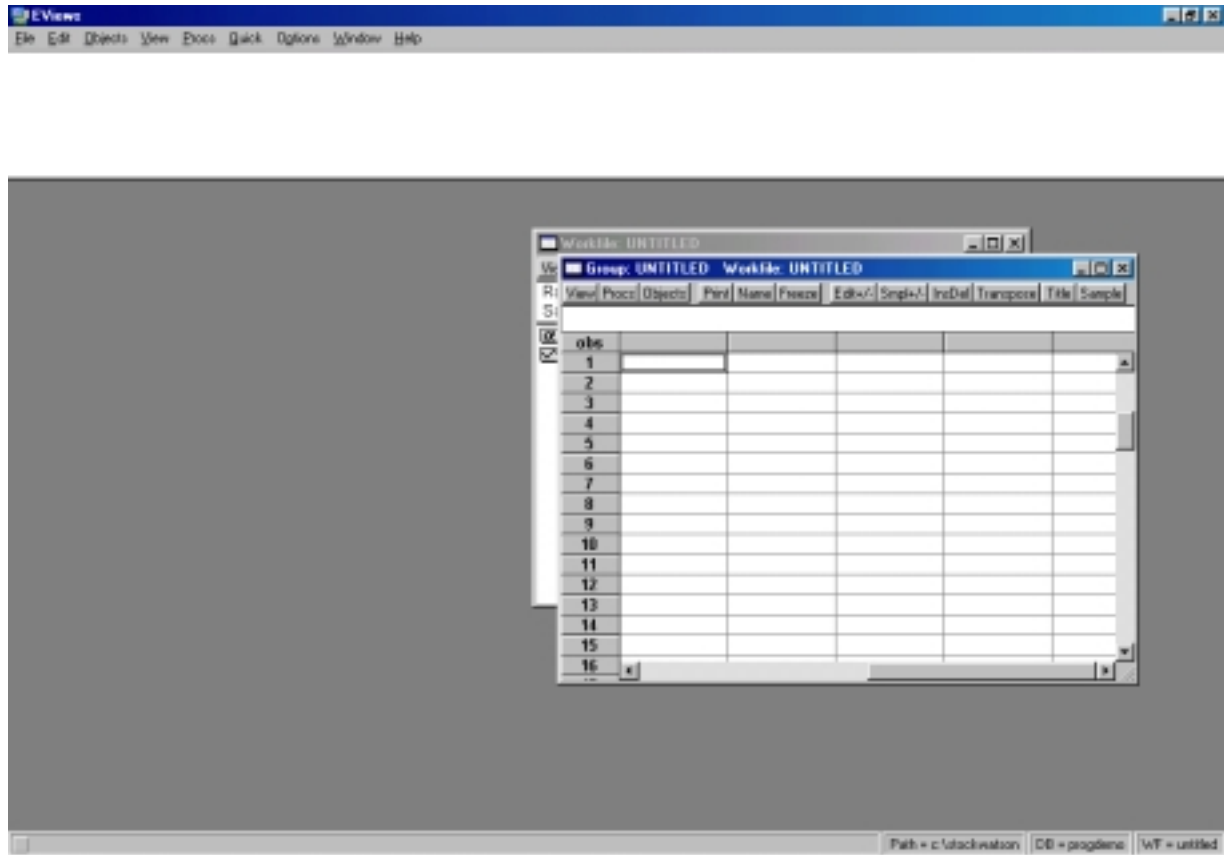 EViews
File Edit Objects View Procs Quick Options Window Help
Workfile: UNTITLED
Group: UNTITLED Workfile: UNTITLED
View Procs Objects Print Name Freeze Edit+/- Smpl+/- InsDel Transpose Title Sample
obs
1
2
3
4
5
6
7
8
9
10
11
12
13
14
15
16
Path = c:\stockwatson DB = progdemo WF = untitled